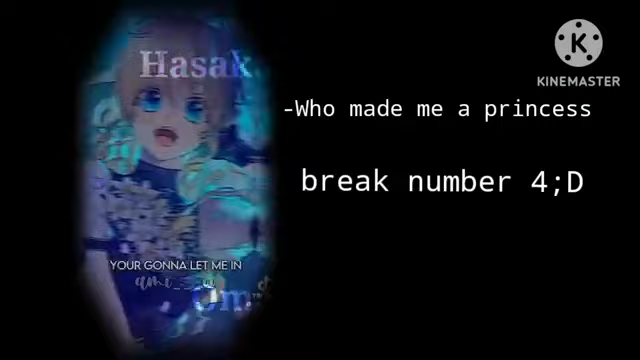 Hasak
KINEMASTER
-Who made me a princess
break number 4;D
YOUR GONNA LET ME IN